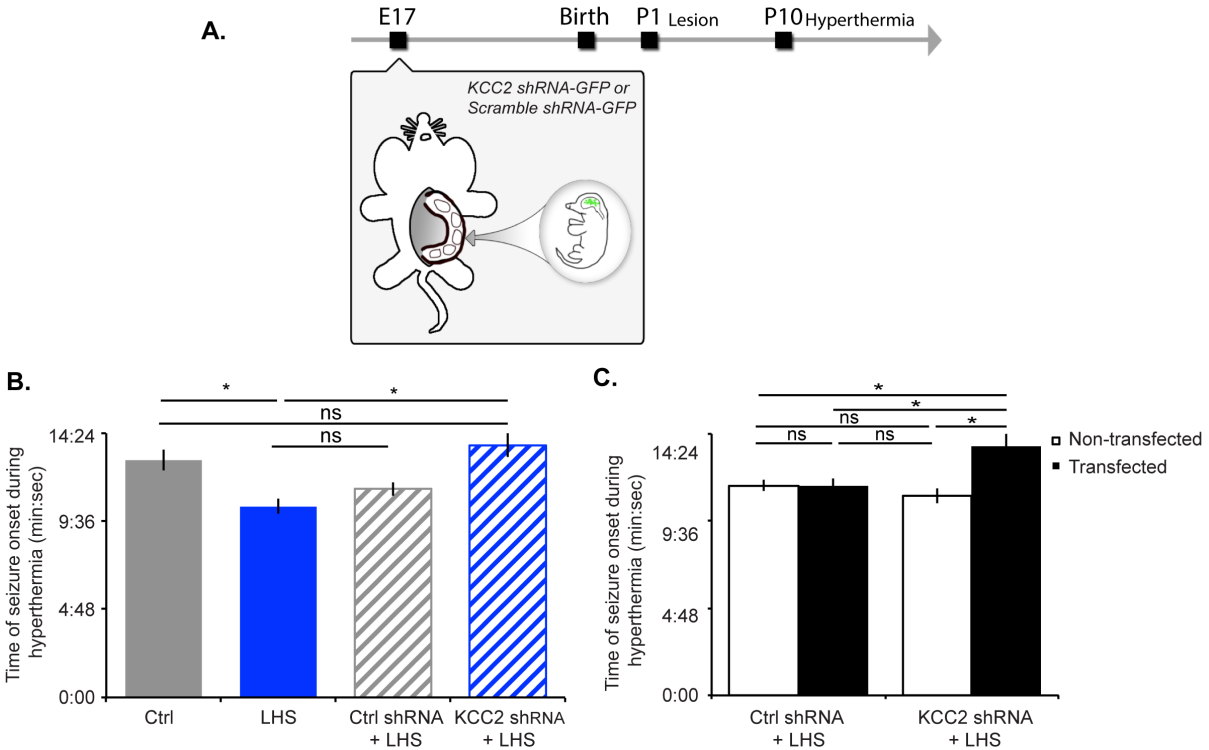 A.
E17
Birth
P1 Lesion
P10 Hyperthermia
KCC2 shRNA-GFP or
Scramble shRNA-GFP
B.
*
*
ns
ns
14:24
9:36
4:48
0:00
Time of seizure onset during
hyperthermia (min:sec)
Ctrl
LHS
Ctrl shRNA
+ LHS
KCC2 shRNA
+ LHS
C.
*
*
ns
*
ns
ns
Non-transfected
Transfected
14:24
9:36
4:48
0:00
Time of seizure onset during
hyperthermia (min:sec)
Ctrl shRNA
+ LHS
KCC2 shRNA
+ LHS